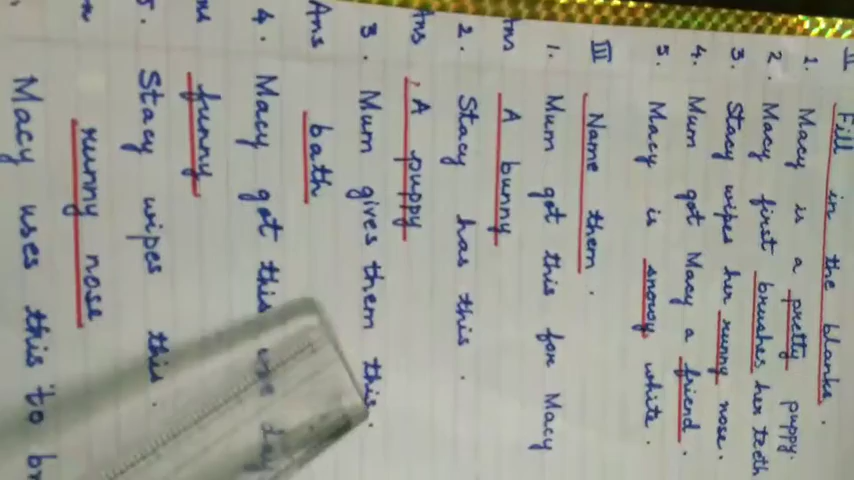 II Fill in the blanks.
1. Macy is a pretty puppy.
2. Macy first brushes her teeth
3. Stacy wipes her runny nose.
4. Mum got Macy a friend.
5. Macy is snowy white.
III Name them.
1. Mum got this for Macy
Ans A bunny
2. Stacy has this.
Ans A puppy
3. Mum gives them this.
Ans bath
4. Macy got this one day
funny
5. Stacy wipes this.
runny nose
Macy uses this to